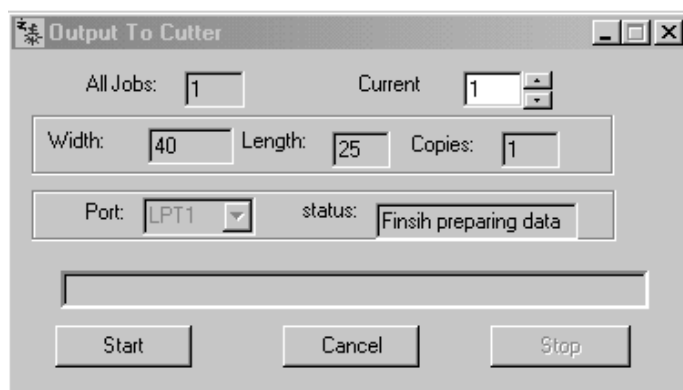 Output To Cutter
All Jobs: 1 Current 1
Width: 40 Length: 25 Copies: 1
Port: LPT1 status: Finsih preparing data
Start Cancel Stop